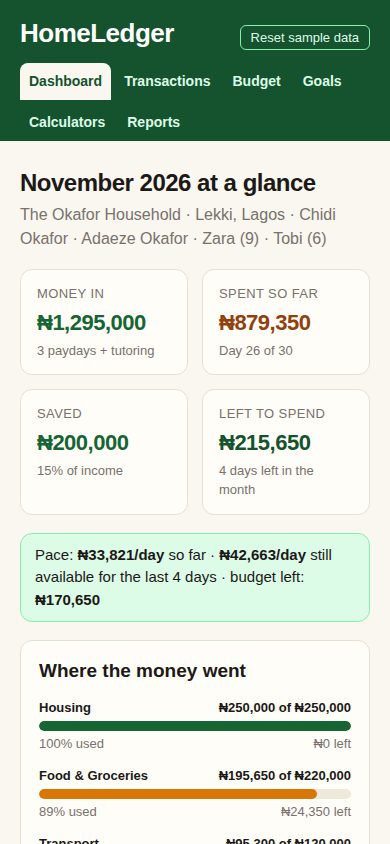 HomeLedger
Reset sample data
Dashboard Transactions Budget Goals
Calculators Reports
November 2026 at a glance
The Okafor Household · Lekki, Lagos · Chidi
Okafor · Adaeze Okafor · Zara (9) · Tobi (6)
MONEY IN
₦1,295,000
3 paydays + tutoring
SPENT SO FAR
₦879,350
Day 26 of 30
SAVED
₦200,000
15% of income
LEFT TO SPEND
₦215,650
4 days left in the
month
Pace: ₦33,821/day so far · ₦42,663/day still
available for the last 4 days · budget left:
₦170,650
Where the money went
Housing ₦250,000 of ₦250,000
100% used ₦0 left
Food & Groceries ₦195,650 of ₦220,000
89% used ₦24,350 left
Transport ₦95,300 of ₦120,000